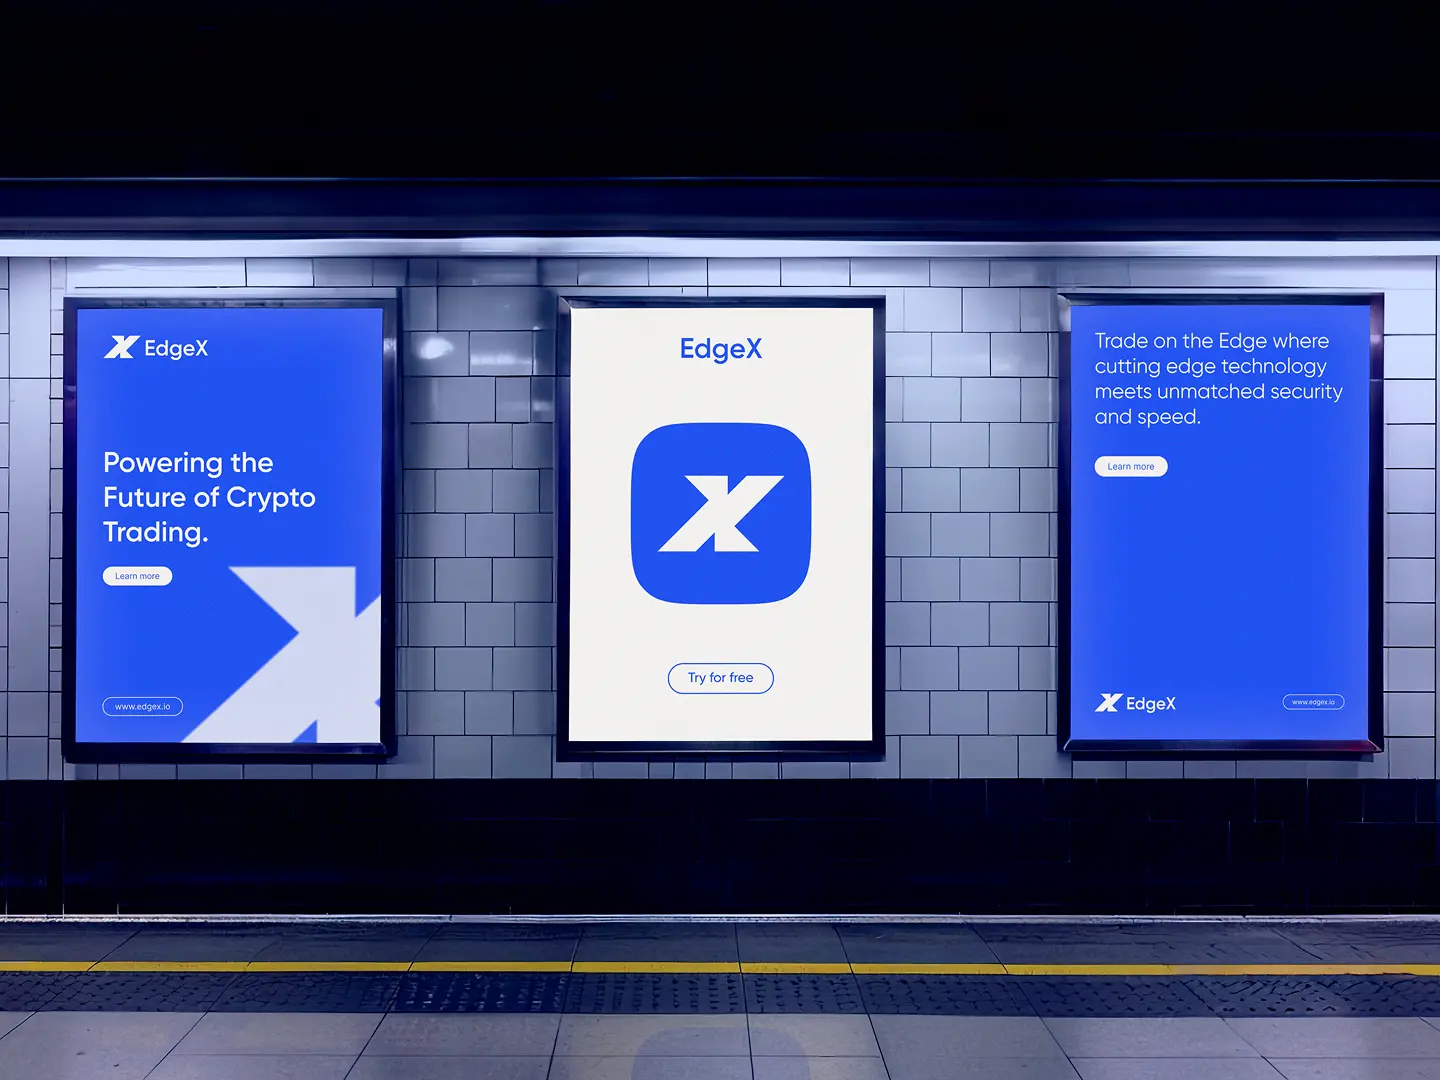 EdgeX
Powering the
Future of Crypto
Trading.
Learn more
www.edgex.io
EdgeX
Try for free
Trade on the Edge where
cutting edge technology
meets unmatched security
and speed.
Learn more
EdgeX
www.edgex.io